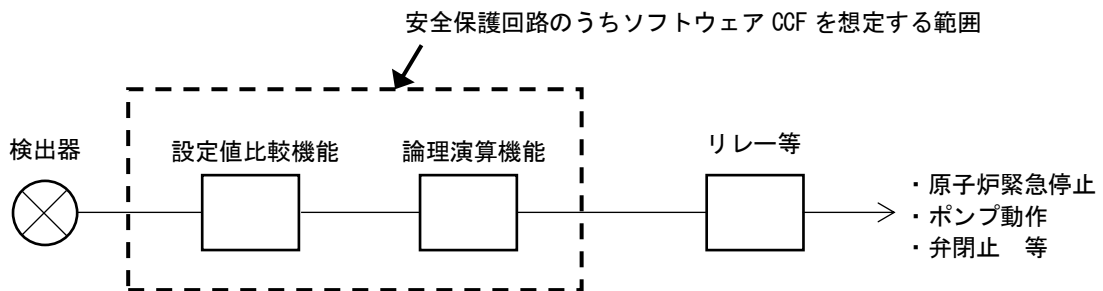 安全保護回路のうちソフトウェア CCF を想定する範囲
検出器
設定値比較機能
論理演算機能
リレー等
・原子炉緊急停止
・ポンプ動作
・弁閉止　等